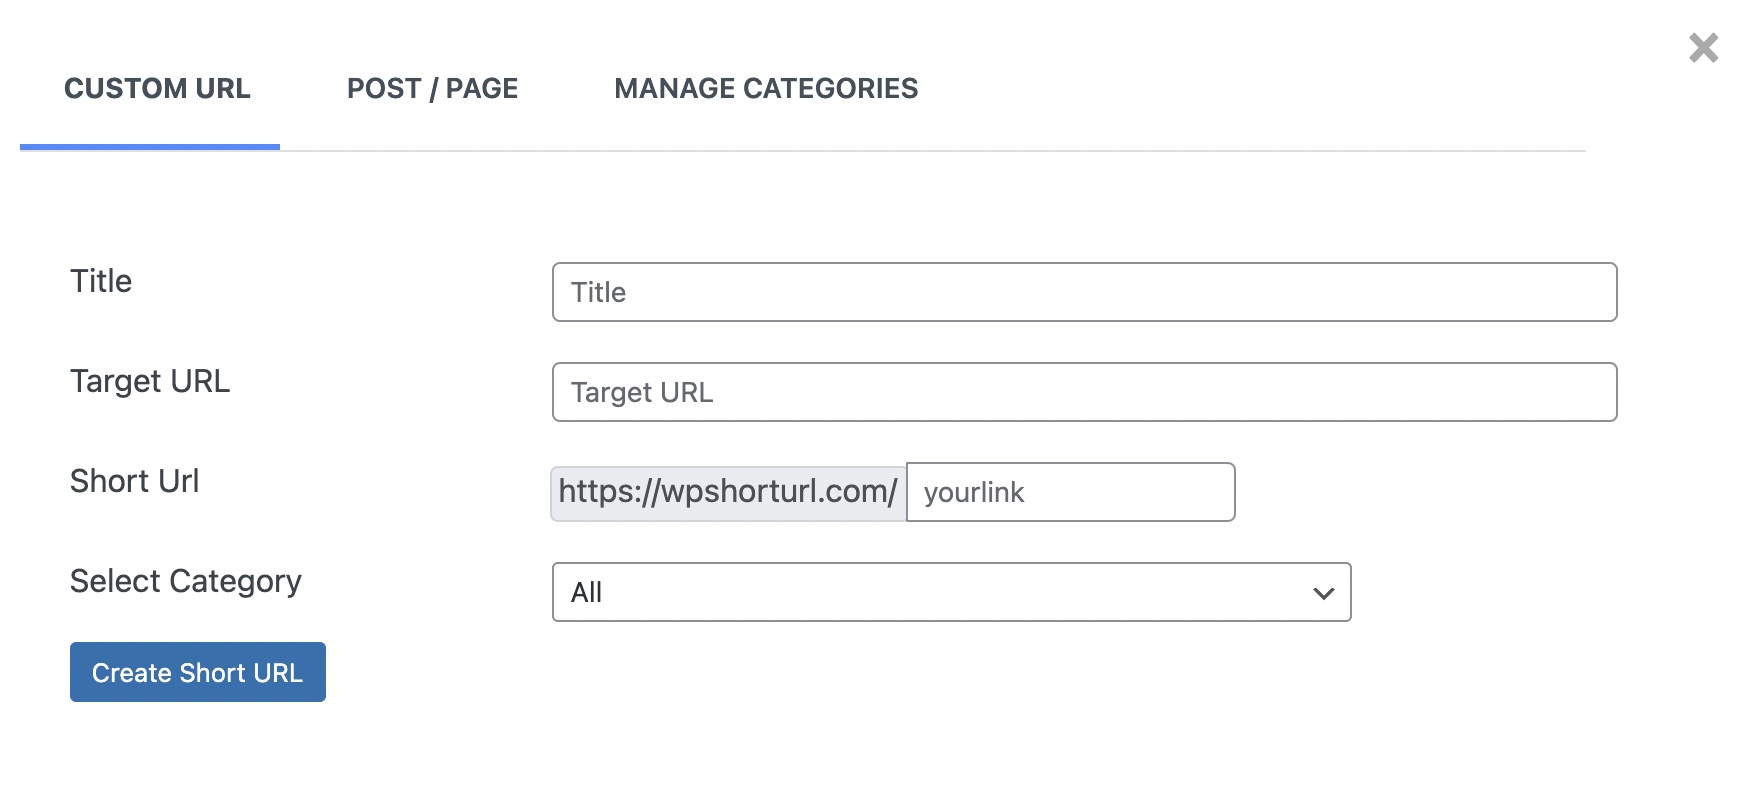 CUSTOM URL POST / PAGE MANAGE CATEGORIES
Title Title
Target URL Target URL
Short Url https://wpshorturl.com/ yourlink
Select Category All
Create Short URL